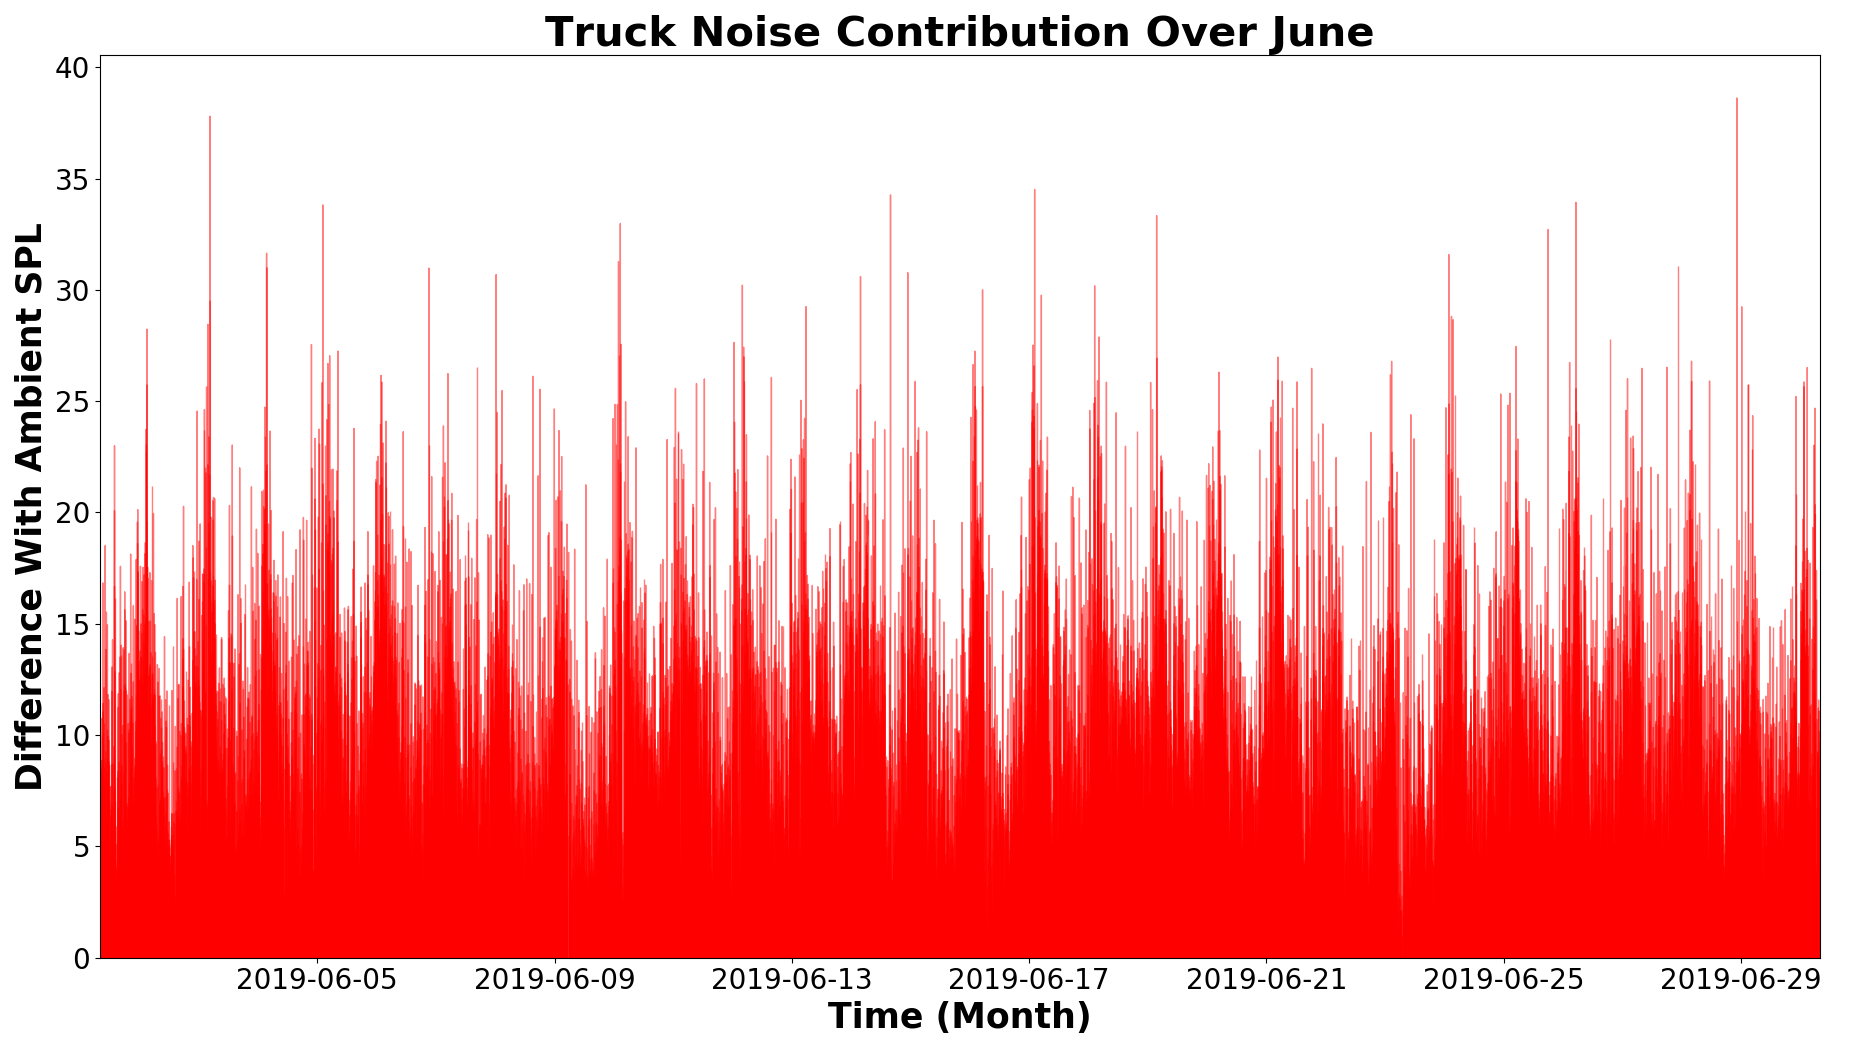 Truck Noise Contribution Over June
Difference With Ambient SPL
40
35
30
25
20
15
10
5
0
2019-06-05 2019-06-09 2019-06-13 2019-06-17 2019-06-21 2019-06-25 2019-06-29
Time (Month)